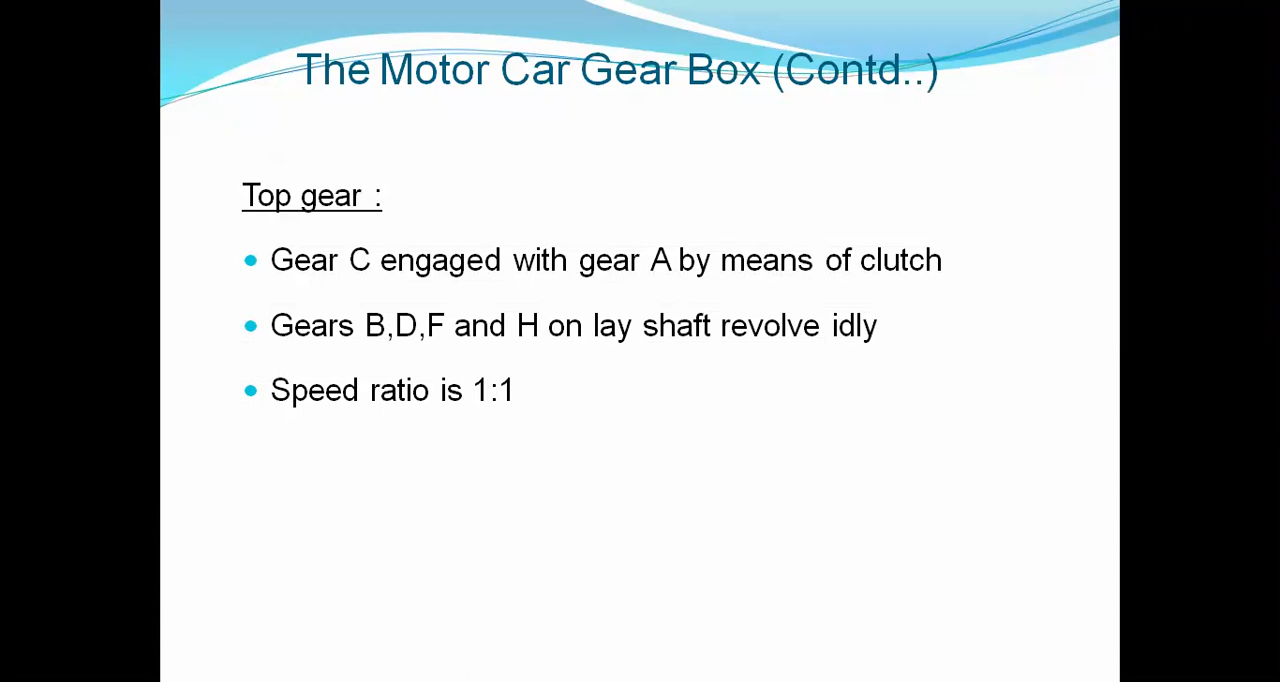 The Motor Car Gear Box (Contd..)
Top gear :
Gear C engaged with gear A by means of clutch
Gears B,D,F and H on lay shaft revolve idly
Speed ratio is 1:1